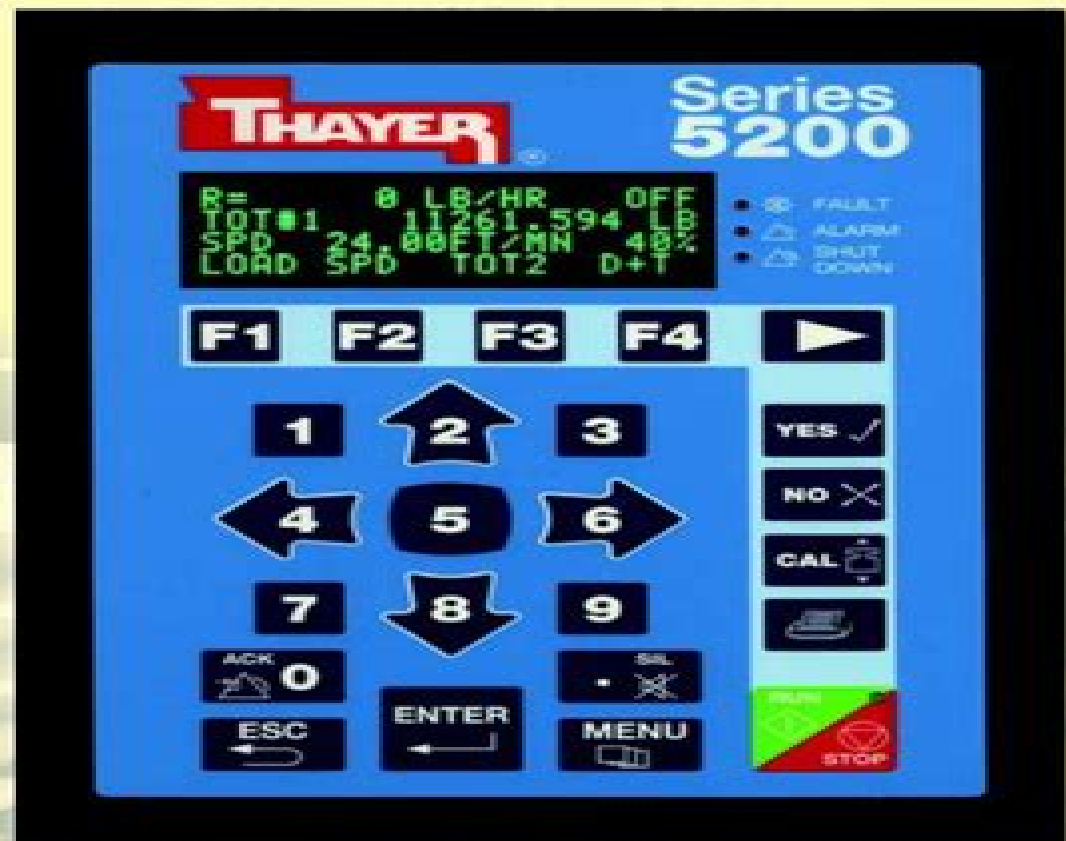 THAYER ®
Series
5200
R= 0 LB/HR OFF
TOT#1 11261.594 LB
SPD 24.00FT/MN 40%
LOAD SPD TOT2 D+T
FAULT
ALARM
SHUT
DOWN
F1 F2 F3 F4
1 2 3
YES
4 5 6
NO
CAL
7 8 9
ACK 0
. SIL
ESC
ENTER
MENU
RUN
STOP